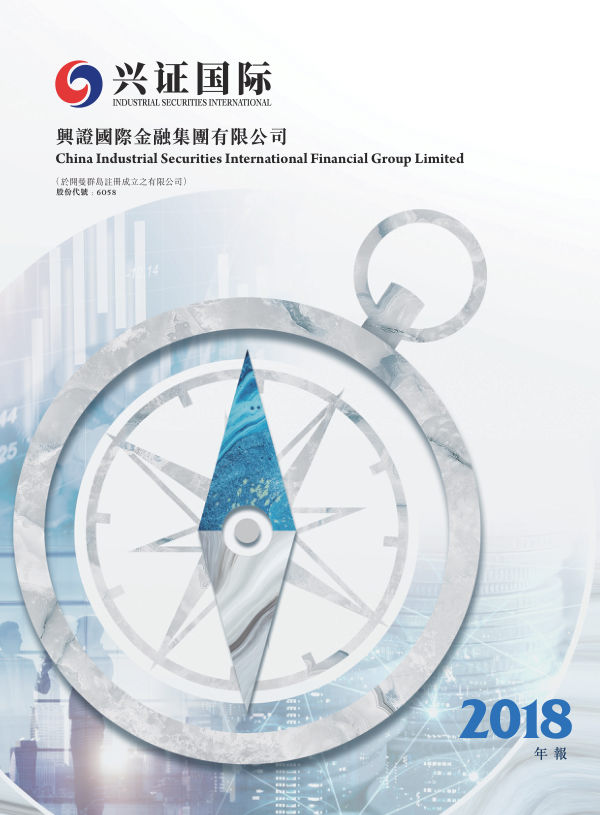 兴证国际
INDUSTRIAL SECURITIES INTERNATIONAL
興證國際金融集團有限公司
China Industrial Securities International Financial Group Limited
(於開曼群島註冊成立之有限公司)
股份代號：6058
2018
年報